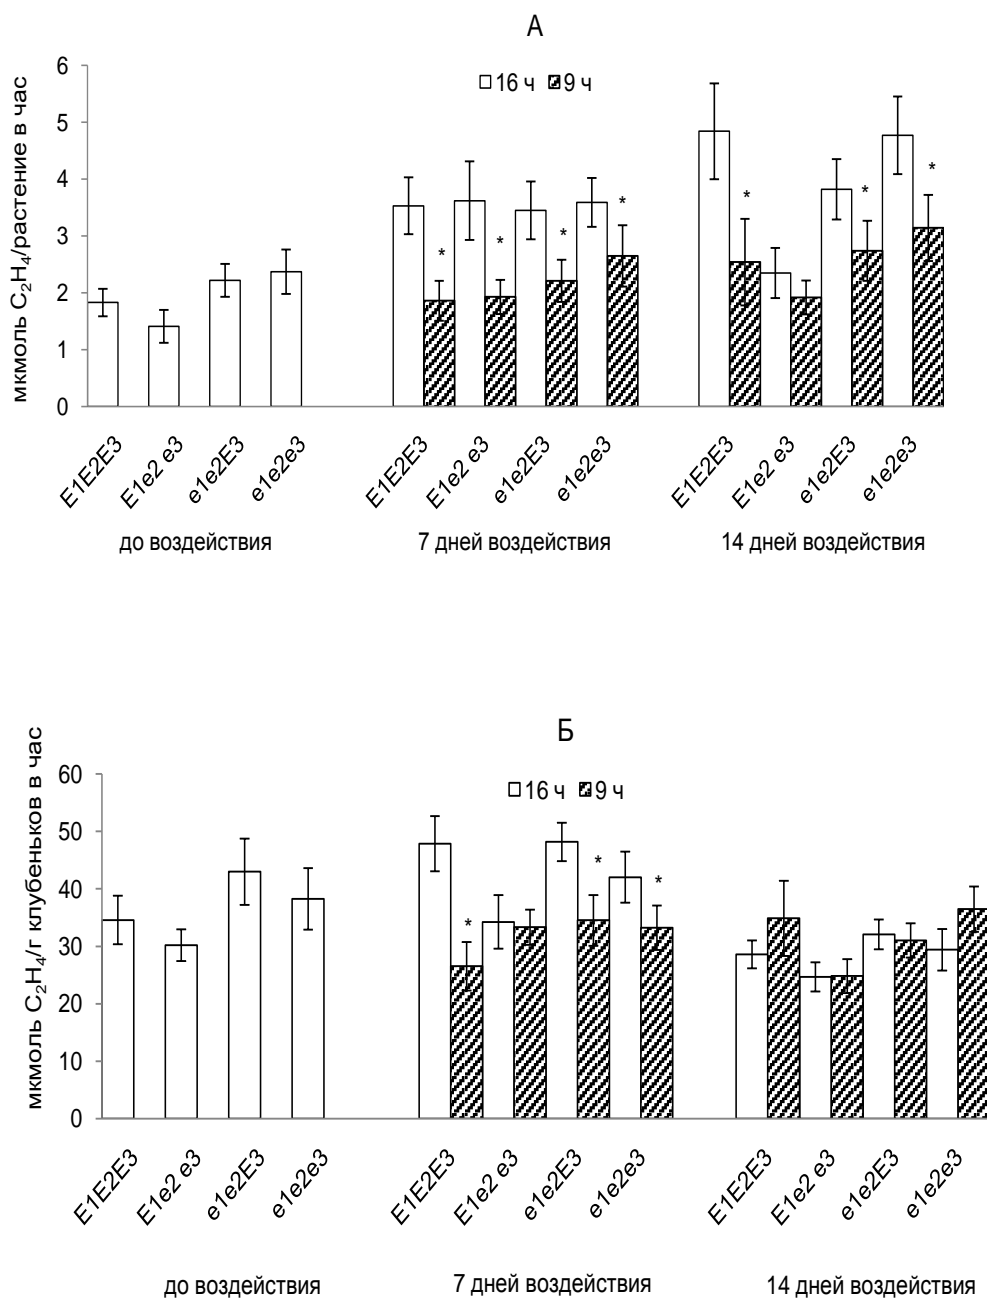 А
мкмоль C₂H₄/растение в час
6
5
4
3
2
1
0
16 ч 9 ч
* * * *
* * *
E1E2E3 E1e2 e3 e1e2E3 e1e2e3 E1E2E3 E1e2 e3 e1e2E3 e1e2e3 E1E2E3 E1e2 e3 e1e2E3 e1e2e3
до воздействия 7 дней воздействия 14 дней воздействия
Б
мкмоль C₂H₄/г клубеньков в час
60
50
40
30
20
10
0
16 ч 9 ч
* * *
E1E2E3 E1e2 e3 e1e2E3 e1e2e3 E1E2E3 E1e2 e3 e1e2E3 e1e2e3 E1E2E3 E1e2 e3 e1e2E3 e1e2e3
до воздействия 7 дней воздействия 14 дней воздействия